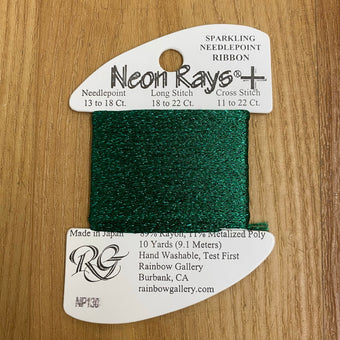 SPARKLING
NEEDLEPOINT
RIBBON
Neon Rays®+
Needlepoint Long Stitch Cross Stitch
13 to 18 Ct. 18 to 22 Ct. 11 to 22 Ct.
Made in Japan 89% Rayon, 11% Metalized Poly
10 Yards (9.1 Meters)
Hand Washable, Test First
Rainbow Gallery
Burbank, CA
rainbowgallery.com
RG
NP130